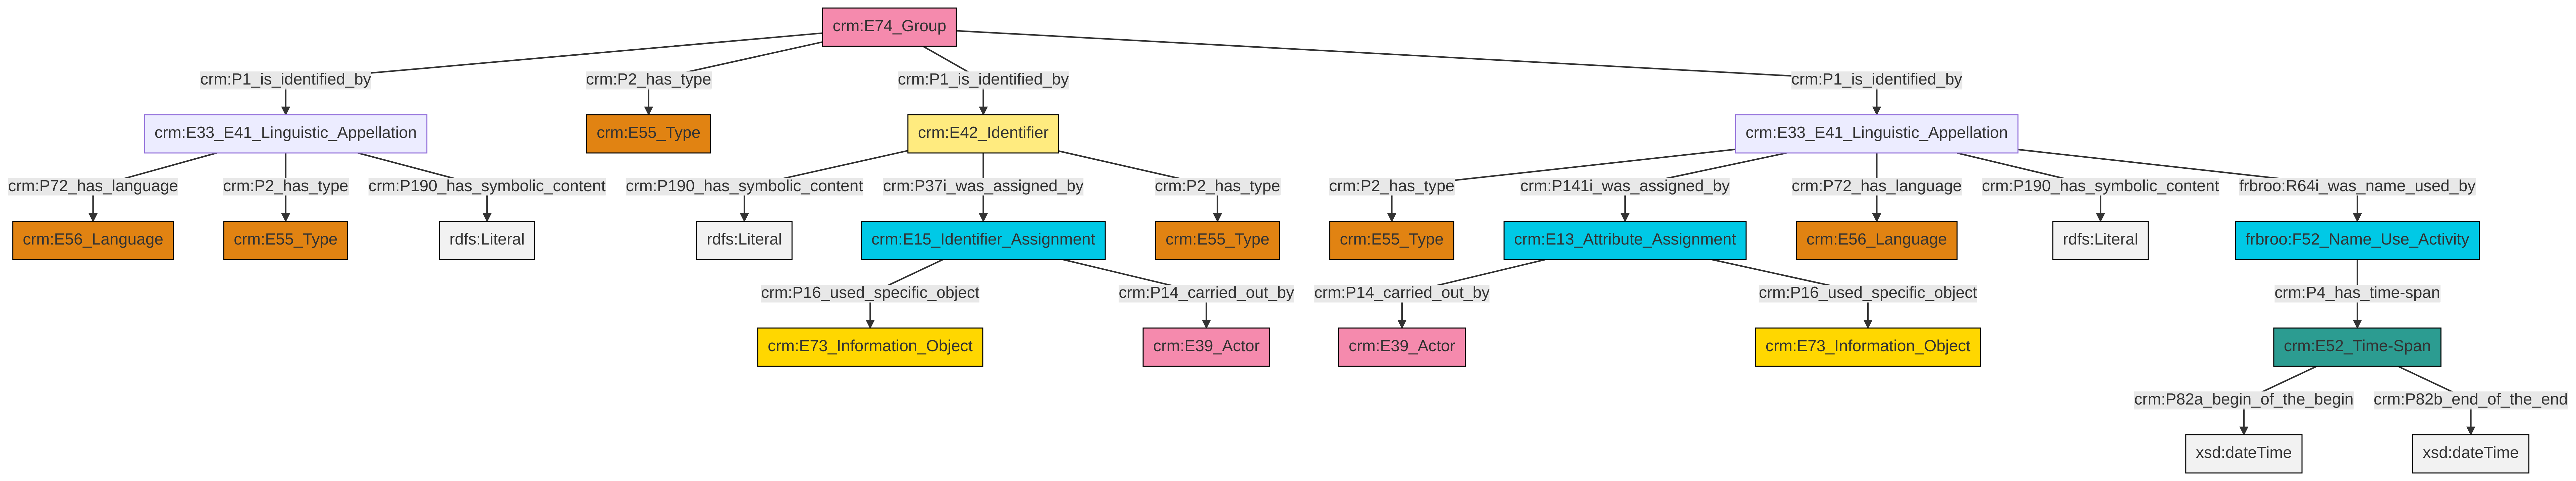 crm:E74_Group
crm:P1_is_identified_by
crm:P2_has_type
crm:P1_is_identified_by
crm:P1_is_identified_by
crm:E33_E41_Linguistic_Appellation
crm:E55_Type
crm:E42_Identifier
crm:E33_E41_Linguistic_Appellation
crm:P72_has_language
crm:P2_has_type
crm:P190_has_symbolic_content
crm:P190_has_symbolic_content
crm:P37i_was_assigned_by
crm:P2_has_type
crm:P2_has_type
crm:P141i_was_assigned_by
crm:P72_has_language
crm:P190_has_symbolic_content
frbroo:R64i_was_name_used_by
crm:E56_Language
crm:E55_Type
rdfs:Literal
rdfs:Literal
crm:E15_Identifier_Assignment
crm:E55_Type
crm:E55_Type
crm:E13_Attribute_Assignment
crm:E56_Language
rdfs:Literal
frbroo:F52_Name_Use_Activity
crm:P16_used_specific_object
crm:P14_carried_out_by
crm:P14_carried_out_by
crm:P16_used_specific_object
crm:P4_has_time-span
crm:E73_Information_Object
crm:E39_Actor
crm:E39_Actor
crm:E73_Information_Object
crm:E52_Time-Span
crm:P82a_begin_of_the_begin
crm:P82b_end_of_the_end
xsd:dateTime
xsd:dateTime